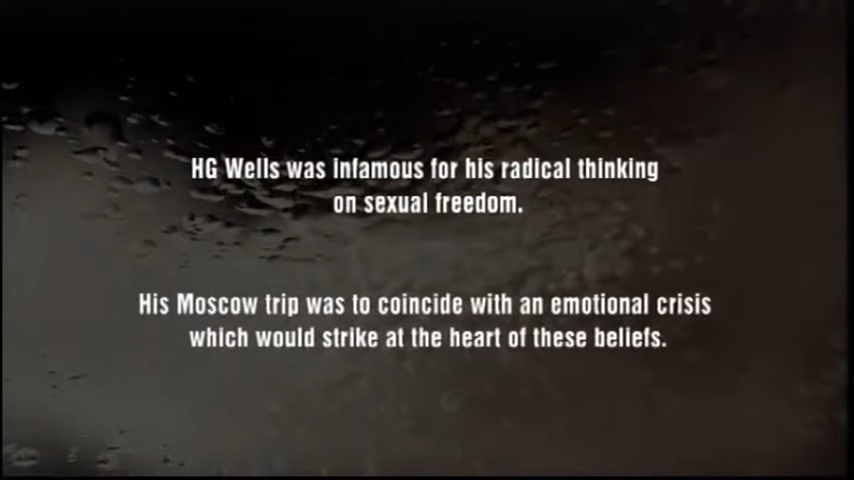 HG Wells was infamous for his radical thinking
on sexual freedom.
His Moscow trip was to coincide with an emotional crisis
which would strike at the heart of these beliefs.